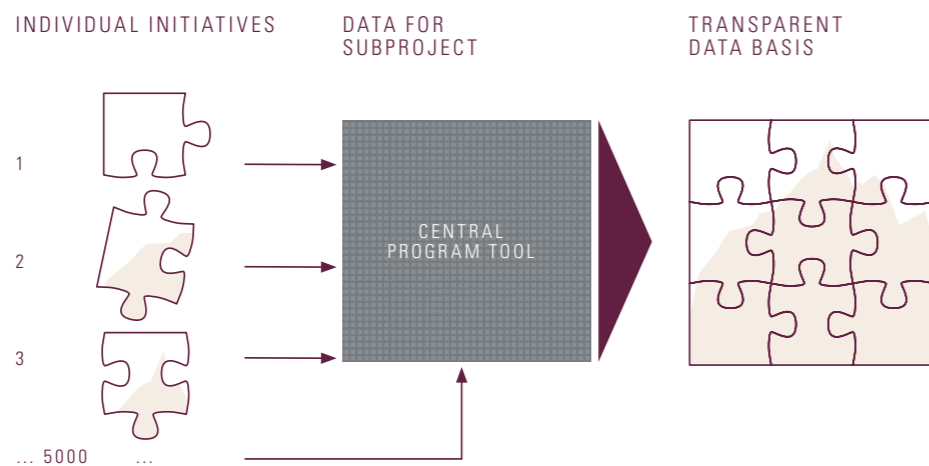 INDIVIDUAL INITIATIVES
DATA FOR
SUBPROJECT
TRANSPARENT
DATA BASIS
1
2
3
... 5000 ...
CENTRAL
PROGRAM TOOL